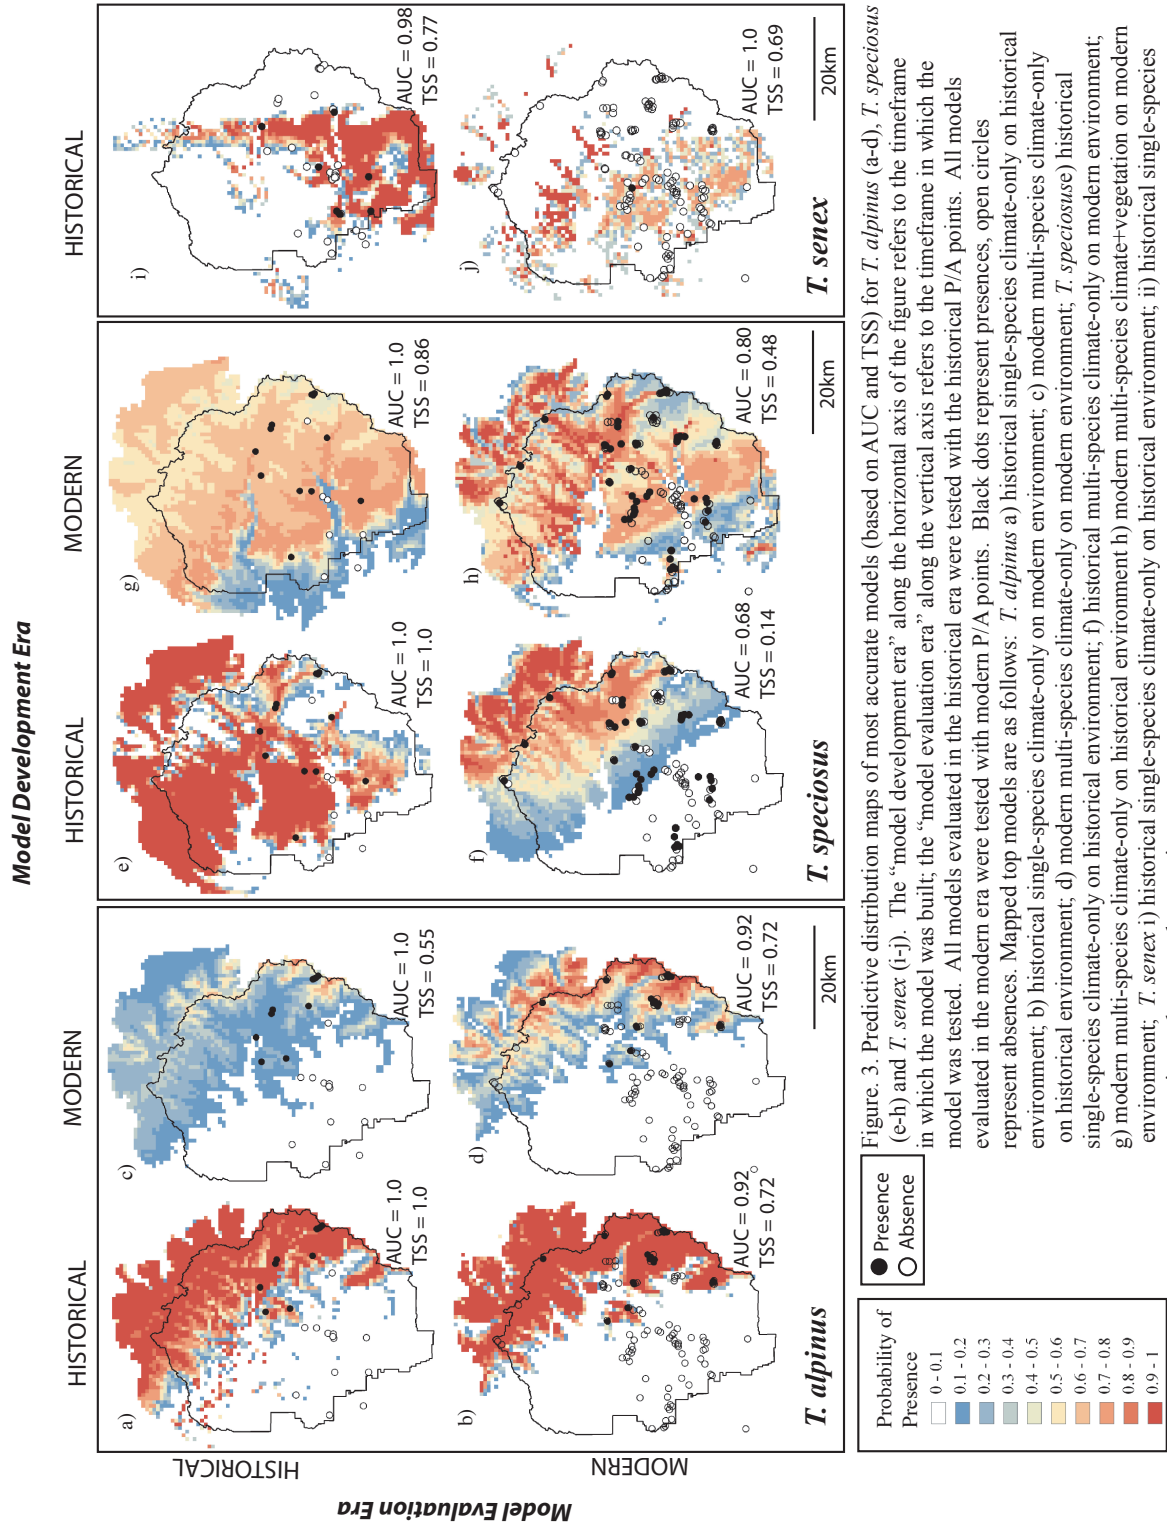 Model Development Era
HISTORICAL
MODERN
HISTORICAL
MODERN
HISTORICAL
Model Evaluation Era
HISTORICAL
MODERN
a)
AUC = 1.0
TSS = 1.0
c)
AUC = 1.0
TSS = 0.55
e)
AUC = 1.0
TSS = 1.0
g)
AUC = 1.0
TSS = 0.86
i)
AUC = 0.98
TSS = 0.77
b)
AUC = 0.92
TSS = 0.72
d)
AUC = 0.92
TSS = 0.72
f)
AUC = 0.68
TSS = 0.14
h)
AUC = 0.80
TSS = 0.48
j)
AUC = 1.0
TSS = 0.69
T. alpinus
20km
T. speciosus
20km
T. senex
20km
Probability of
Presence
0 - 0.1
0.1 - 0.2
0.2 - 0.3
0.3 - 0.4
0.4 - 0.5
0.5 - 0.6
0.6 - 0.7
0.7 - 0.8
0.8 - 0.9
0.9 - 1
Presence
Absence
Figure. 3. Predictive distribution maps of most accurate models (based on AUC and TSS) for T. alpinus (a-d), T. speciosus
(e-h) and T. senex (i-j). The “model development era” along the horizontal axis of the figure refers to the timeframe
in which the model was built; the “model evaluation era” along the vertical axis refers to the timeframe in which the
model was tested. All models evaluated in the historical era were tested with the historical P/A points. All models
evaluated in the modern era were tested with modern P/A points. Black dots represent presences, open circles
represent absences. Mapped top models are as follows: T. alpinus a) historical single-species climate-only on historical
environment; b) historical single-species climate-only on modern environment; c) modern multi-species climate-only
on historical environment; d) modern multi-species climate-only on modern environment; T. speciosuse) historical
single-species climate-only on historical environment; f) historical multi-species climate-only on modern environment;
g) modern muti-species climate-only on historical environment h) modern multi-species climate+vegetation on modern
environment; T. senex i) historical single-species climate-only on historical environment; ii) historical single-species